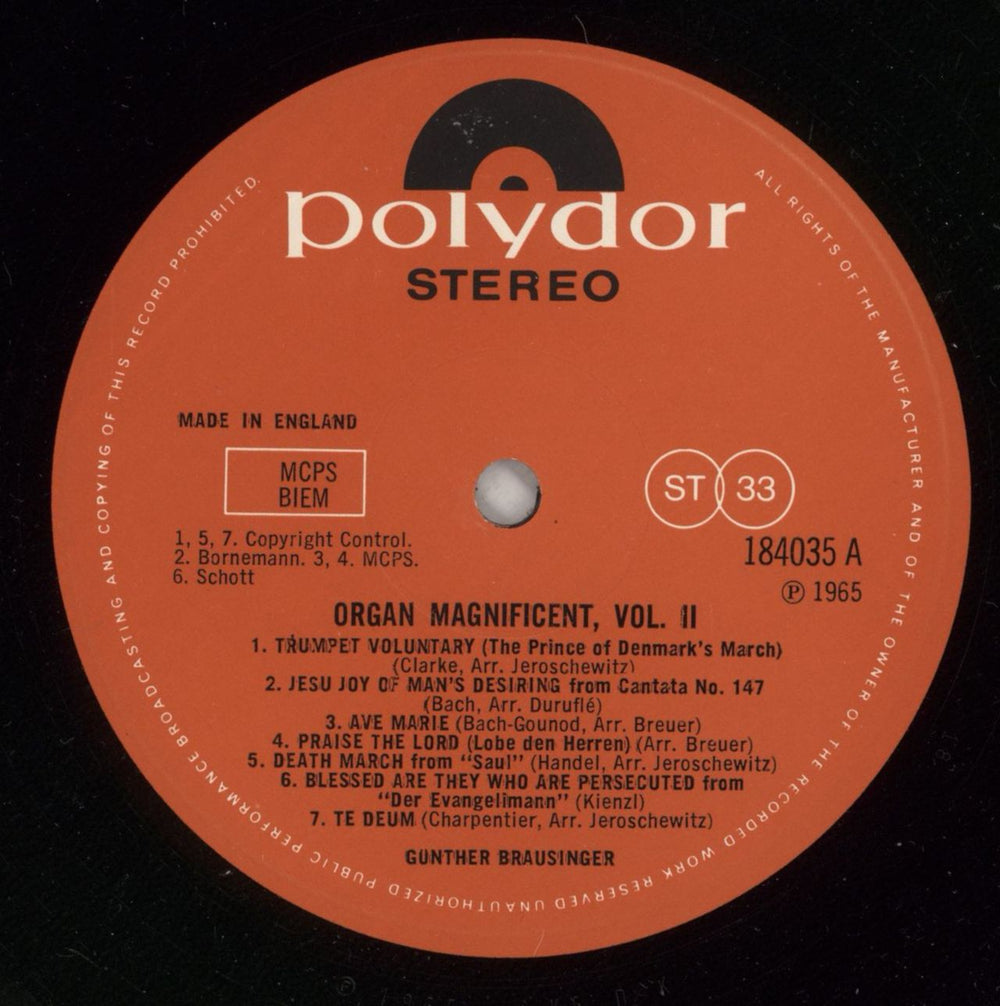 polydor
STEREO
ALL RIGHTS OF THE MANUFACTURER AND OF THE OWNER OF THE RECORDED WORK RESERVED UNAUTHORIZED PUBLIC PERFORMANCE BROADCASTING AND COPYING OF THIS RECORD PROHIBITED.
MADE IN ENGLAND
MCPS
BIEM
ST 33
1, 5, 7. Copyright Control.
2. Bornemann. 3, 4. MCPS.
6. Schott
184035 A
℗ 1965
ORGAN MAGNIFICENT, VOL. II
1. TRUMPET VOLUNTARY (The Prince of Denmark's March)
(Clarke, Arr. Jeroschewitz)
2. JESU JOY OF MAN'S DESIRING from Cantata No. 147
(Bach, Arr. Duruflé)
3. AVE MARIE (Bach-Gounod, Arr. Breuer)
4. PRAISE THE LORD (Lobe den Herren) (Arr. Breuer)
5. DEATH MARCH from "Saul" (Handel, Arr. Jeroschewitz)
6. BLESSED ARE THEY WHO ARE PERSECUTED from
"Der Evangelimann" (Kienzl)
7. TE DEUM (Charpentier, Arr. Jeroschewitz)
GUNTHER BRAUSINGER